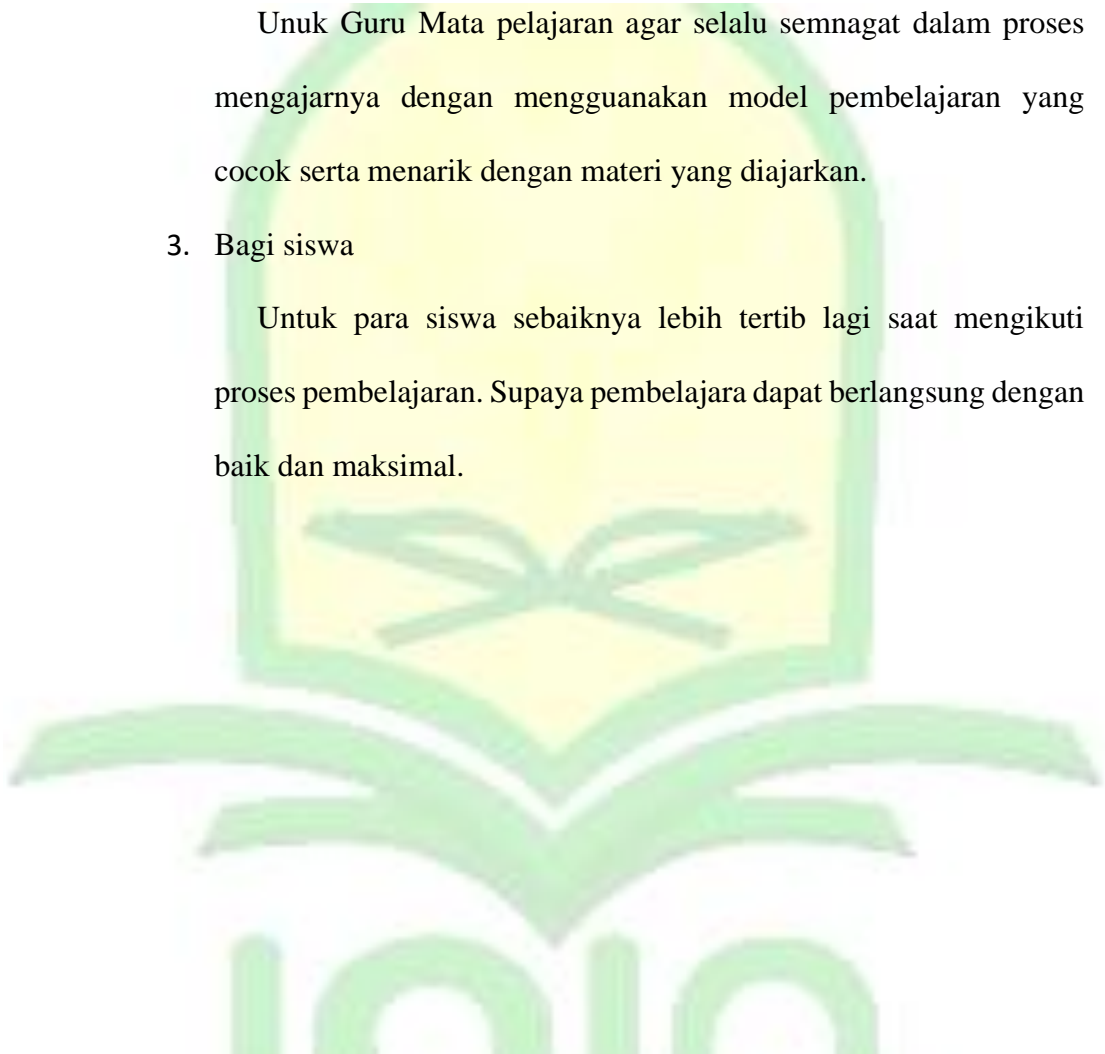 Unuk Guru Mata pelajaran agar selalu semnagat dalam proses
mengajarnya dengan mengguanakan model pembelajaran yang
cocok serta menarik dengan materi yang diajarkan.
3. Bagi siswa
Untuk para siswa sebaiknya lebih tertib lagi saat mengikuti
proses pembelajaran. Supaya pembelajara dapat berlangsung dengan
baik dan maksimal.